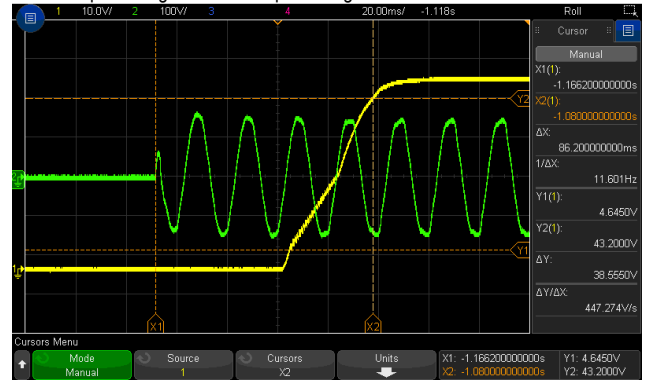 1 10.0V/ 2 100V/ 3 4 20.00ms/ -1.118s Roll
Cursor
Manual
X1(1):
-1.166200000000s
X2(1):
-1.080000000000s
ΔX:
86.200000000ms
1/ΔX:
11.601Hz
Y1(1):
4.6450V
Y2(1):
43.2000V
ΔY:
38.5550V
ΔY/ΔX:
447.274V/s
Y2
Y1
X1 X2
Cursors Menu
Mode Source Cursors Units X1: -1.166200000000s Y1: 4.6450V
Manual 1 X2 X2: -1.080000000000s Y2: 43.2000V